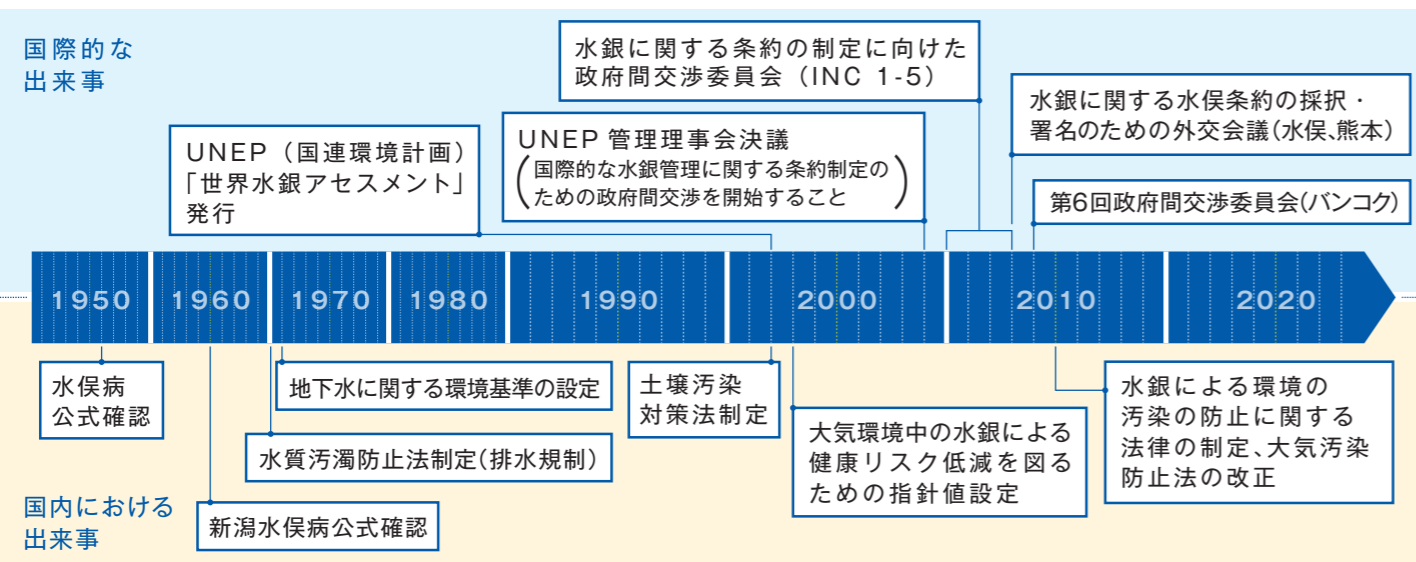 国際的な
出来事
水銀に関する条約の制定に向けた
政府間交渉委員会（INC 1-5）
水銀に関する水俣条約の採択・
署名のための外交会議（水俣、熊本）
UNEP（国連環境計画）
「世界水銀アセスメント」
発行
UNEP 管理理事会決議
（国際的な水銀管理に関する条約制定の
ための政府間交渉を開始すること）
第6回政府間交渉委員会（バンコク）
1950 1960 1970 1980 1990 2000 2010 2020
水俣病
公式確認
地下水に関する環境基準の設定
水質汚濁防止法制定（排水規制）
新潟水俣病公式確認
土壌汚染
対策法制定
大気環境中の水銀による
健康リスク低減を図る
ための指針値設定
水銀による環境の
汚染の防止に関する
法律の制定、大気汚染
防止法の改正
国内における
出来事